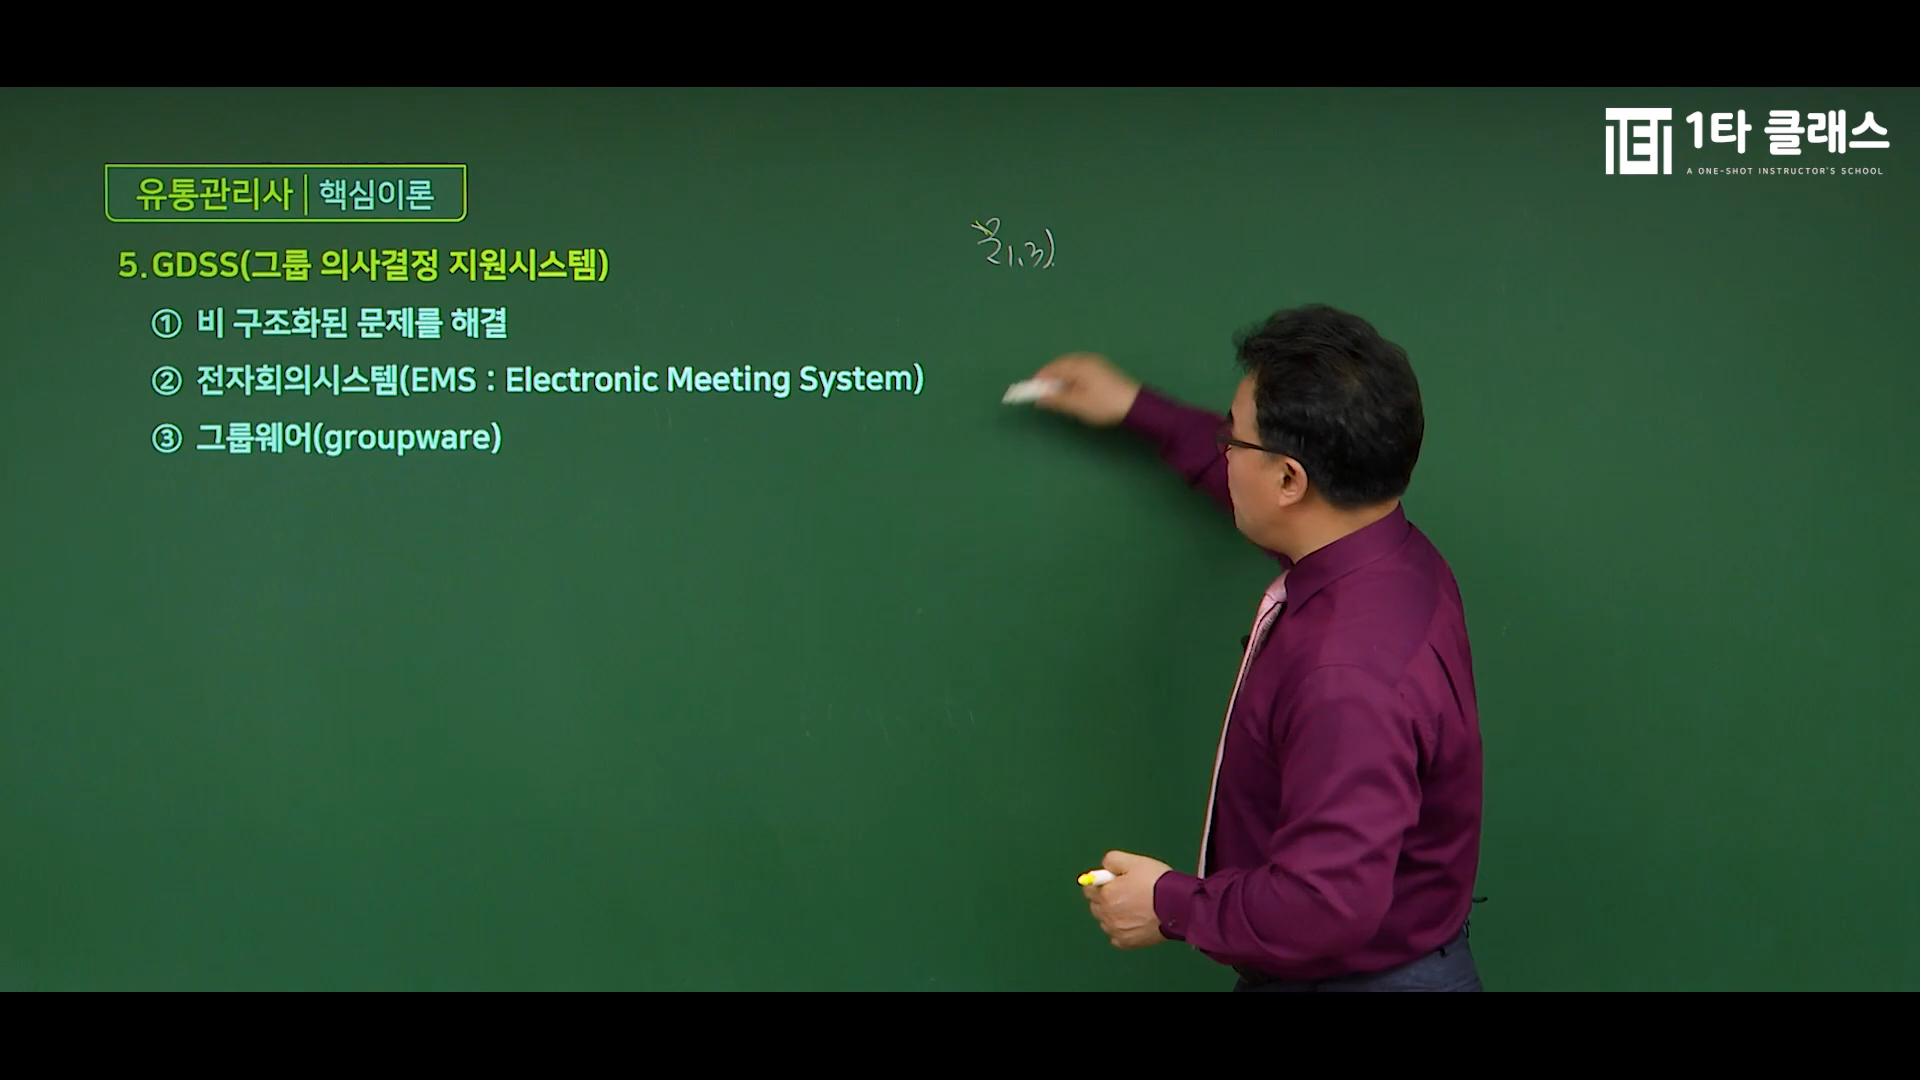 1타 클래스
A ONE-SHOT INSTRUCTOR'S SCHOOL
유통관리사 | 핵심이론
5. GDSS(그룹 의사결정 지원시스템)
① 비 구조화된 문제를 해결
② 전자회의시스템(EMS : Electronic Meeting System)
③ 그룹웨어(groupware)